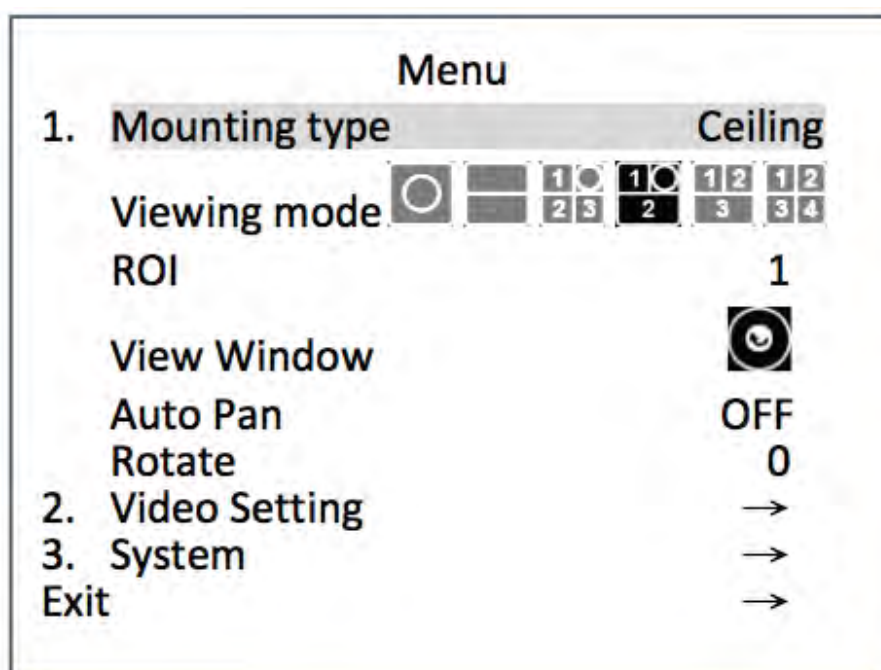 Menu
1. Mounting type Ceiling
1 1 1 2 1 2
Viewing mode 2 3 2 3 3 4
ROI 1
View Window
Auto Pan OFF
Rotate 0
2. Video Setting →
3. System →
Exit →